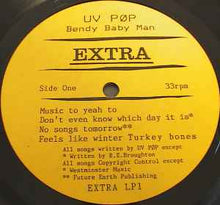 UV PØP
Bendy Baby Man
EXTRA
Side One
33rpm
Music to yeah to
Don't even know which day it is*
No songs tomorrow**
Feels like winter Turkey bones
All songs written by UV PØP except
* Written by E.E.Broughton
All songs Copyright Control except
* Westminster Music
** Future Earth Publishing
EXTRA LP1